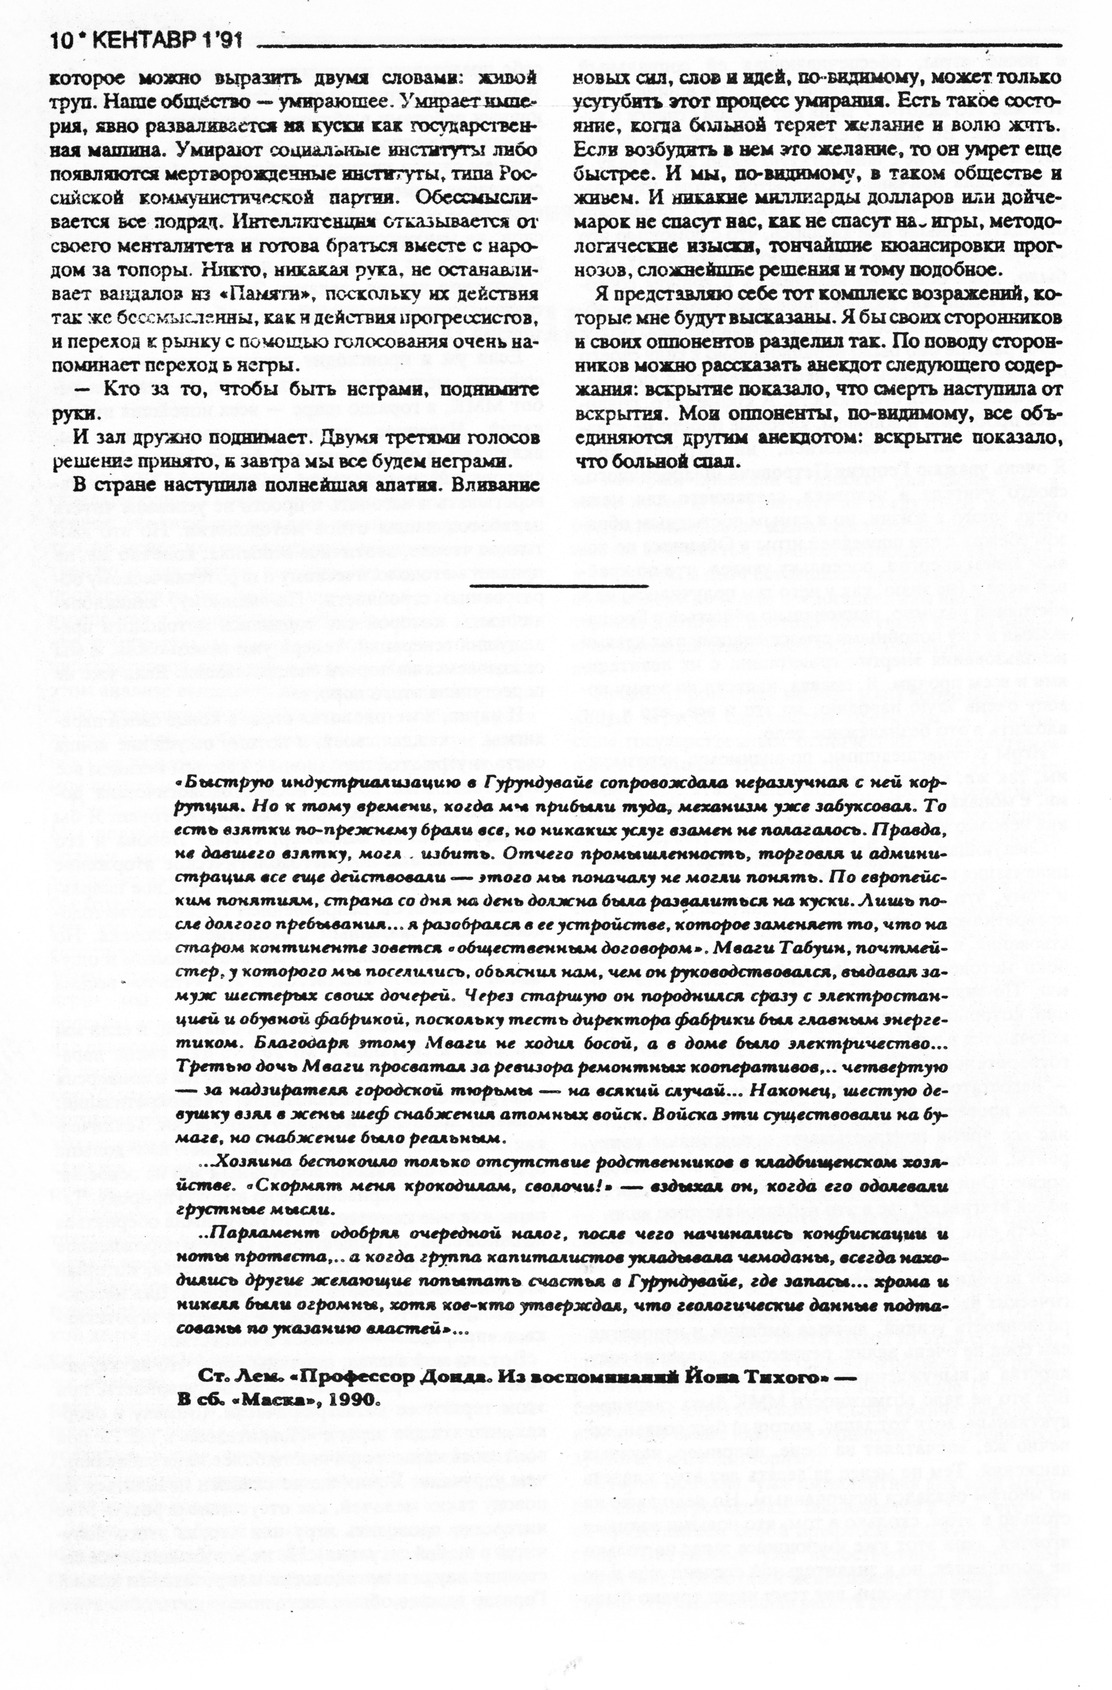 10 * КЕНТАВР 1’91
которое можно выразить двумя словами: живой
труп. Наше общество — умирающее. Умирает импе-
рия, явно разваливается на куски как государствен-
ная машина. Умирают социальные институты либо
появляются мертворожденные институты, типа Рос-
сийской коммунистической партия. Обессмысли-
вается все подряд. Интеллигенция отказывается от
своего менталитета и готова браться вместе с наро-
дом за топоры. Никто, никакая рука, не останавли-
вает вандалов из «Памяти», поскольку их действия
так же бессмысленны, как и действия прогрессистов,
и переход к рынку с помощью голосования очень на-
поминает переход в негры.
— Кто за то, чтобы быть неграми, поднимите
руки.
И зал дружно поднимает. Двумя третями голосов
решение принято, и завтра мы все будем неграми.
В стране наступила полнейшая апатия. Вливание
новых сил, слов и идей, по-видимому, может только
усугубить этот процесс умирания. Есть такое состо-
яние, когда больной теряет желание и волю жить.
Если возбудить в нем это желание, то он умрет еще
быстрее. И мы, по-видимому, в таком обществе и
живем. И никакие миллиарды долларов или дойче-
марок не спасут нас, как не спасут на игры, методо-
логические изыски, тончайшие нюансировки прог-
нозов, сложнейшие решения и тому подобное.
Я представляю себе тот комплекс возражений, ко-
торые мне будут высказаны. Я бы своих сторонников
и своих оппонентов разделил так. По поводу сторон-
ников можно рассказать анекдот следующего содер-
жания: вскрытие показало, что смерть наступила от
вскрытия. Мои оппоненты, по-видимому, все объ-
единяются другим анекдотом: вскрытие показало,
что больной спал.
«Быструю индустриализацию в Гурундувайе сопровождала неразлучная с ней кор-
рупция. Но к тому времени, когда мы прибыли туда, механизм уже забуксовал. То
есть взятки по-прежнему брали все, но никаких услуг взамен не полагалось. Правда,
не давшего взятку, могли избить. Отчего промышленность, торговля и админи-
страция все еще действовали — этого мы поначалу не могли понять. По европейс-
ким понятиям, страна со дня на день должна была развалиться на куски. Лишь по-
сле долгого пребывания... я разобрался в ее устройстве, которое заменяет то, что на
старом континенте зовется «общественным договором». Мваги Табуин, почтмей-
стер, у которого мы поселились, объяснил нам, чем он руководствовался, выдавая за-
муж шестерых своих дочерей. Через старшую он породнился сразу с электростан-
цией и обувной фабрикой, поскольку тесть директора фабрики был главным энерге-
тиком. Благодаря этому Мваги не ходил босой, а в доме было электричество...
Третью дочь Мваги просватал за ревизора ремонтных кооперативов,.. четвертую
— за надзирателя городской тюрьмы — на всякий случай... Наконец, шестую де-
вушку взял в жены шеф снабжения атомных войск. Войска эти существовали на бу-
маге, но снабжение было реальным.
...Хозяина беспокоило только отсутствие родственников в кладбищенском хозя-
йстве. «Скормят меня крокодилам, сволочи!» — вздыхал он, когда его одолевали
грустные мысли.
..Парламент одобрял очередной налог, после чего начинались конфискации и
ноты протеста,.. а когда группа капиталистов укладывала чемоданы, всегда нахо-
дились другие желающие попытать счастья в Гурундувайе, где запасы... хрома и
никеля были огромны, хотя кое-кто утверждал, что геологические данные подта-
сованы по указанию властей»...
Ст. Лем. «Профессор Донда. Из воспоминаний Йона Тихого» —
В сб. «Маска», 1990.